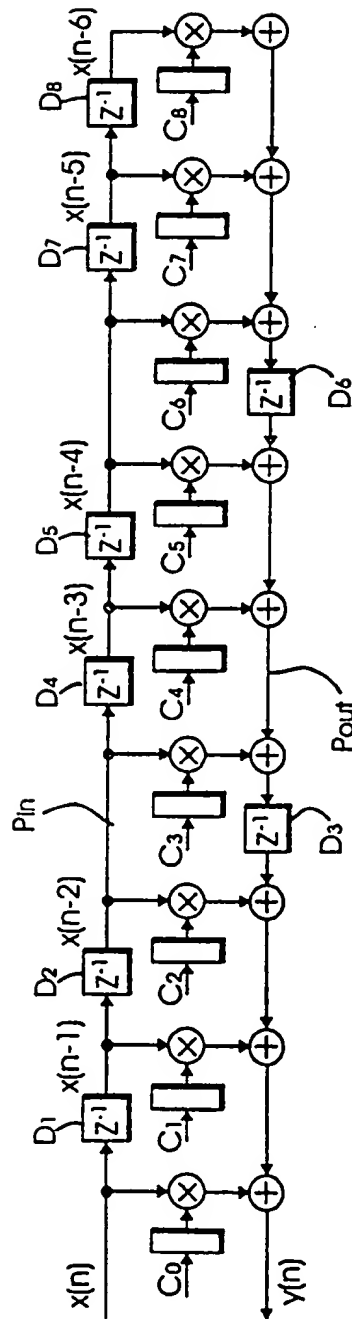 x(n) x(n-1) x(n-2) x(n-3) x(n-4) x(n-5) x(n-6)
D1 D2 Pin D4 D5 D7 D8
Z-1 Z-1 Z-1 Z-1 Z-1 Z-1
C0 C1 C2 C3 C4 C5 C6 C7 C8
y(n) Z-1 Z-1
D3 Pout D6